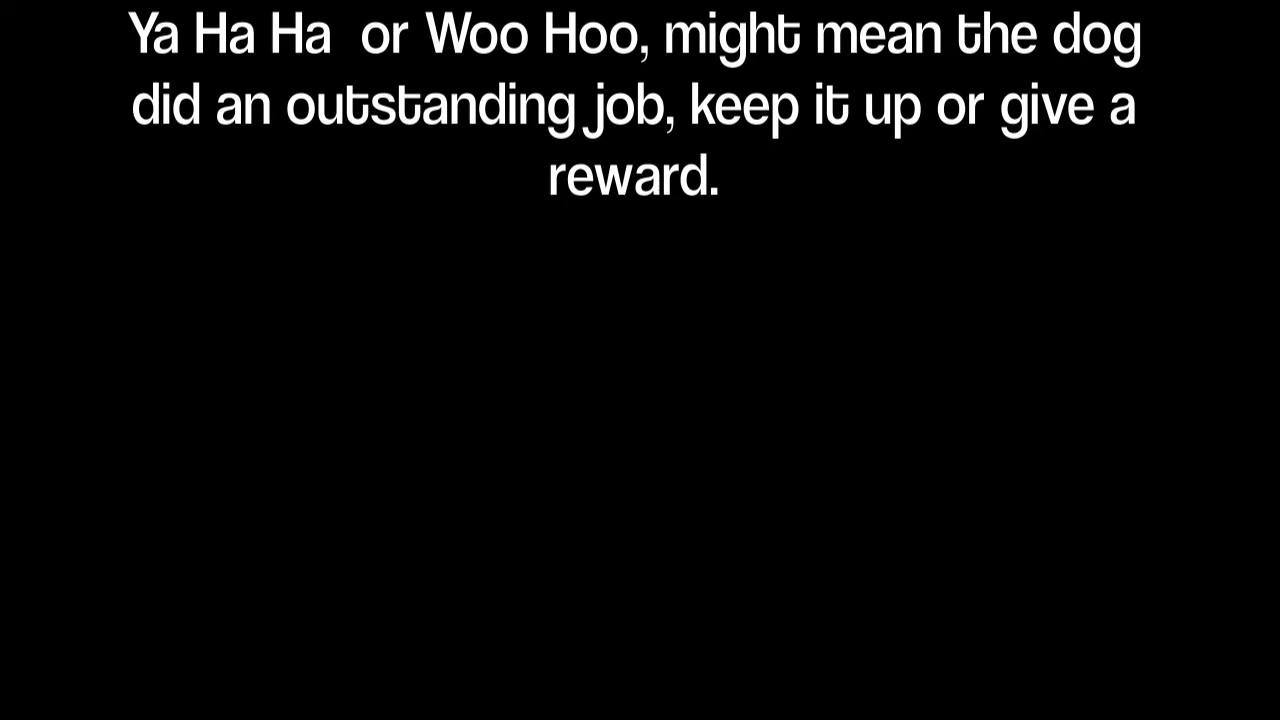 Ya Ha Ha  or Woo Hoo, might mean the dog
did an outstanding job, keep it up or give a
reward.